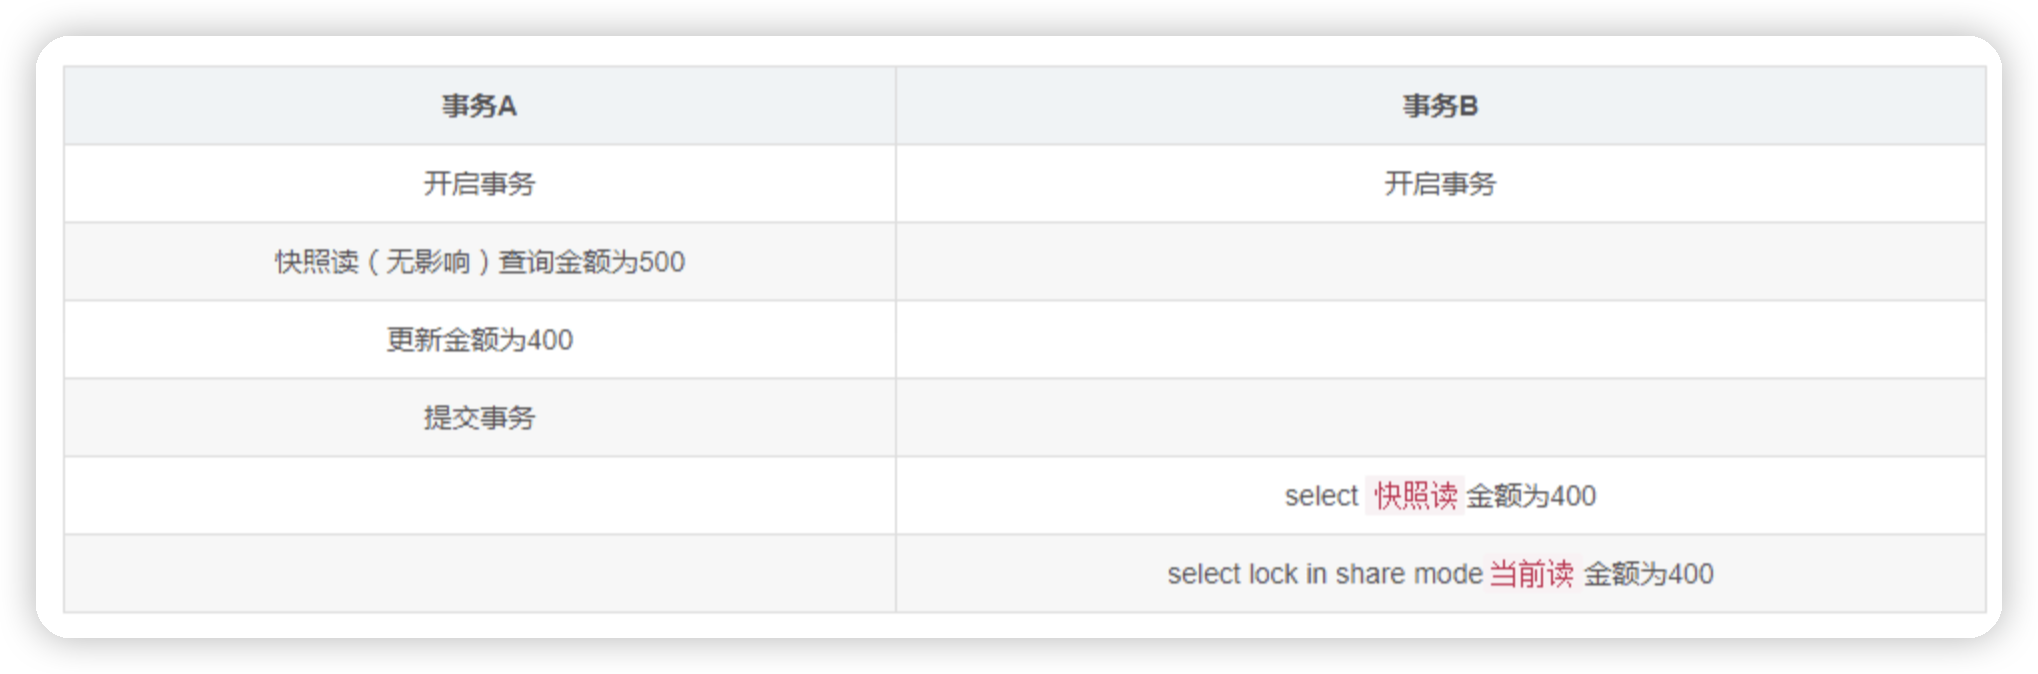 事务A 事务B
开启事务 开启事务
快照读（无影响）查询金额为500
更新金额为400
提交事务
select 快照读 金额为400
select lock in share mode 当前读 金额为400